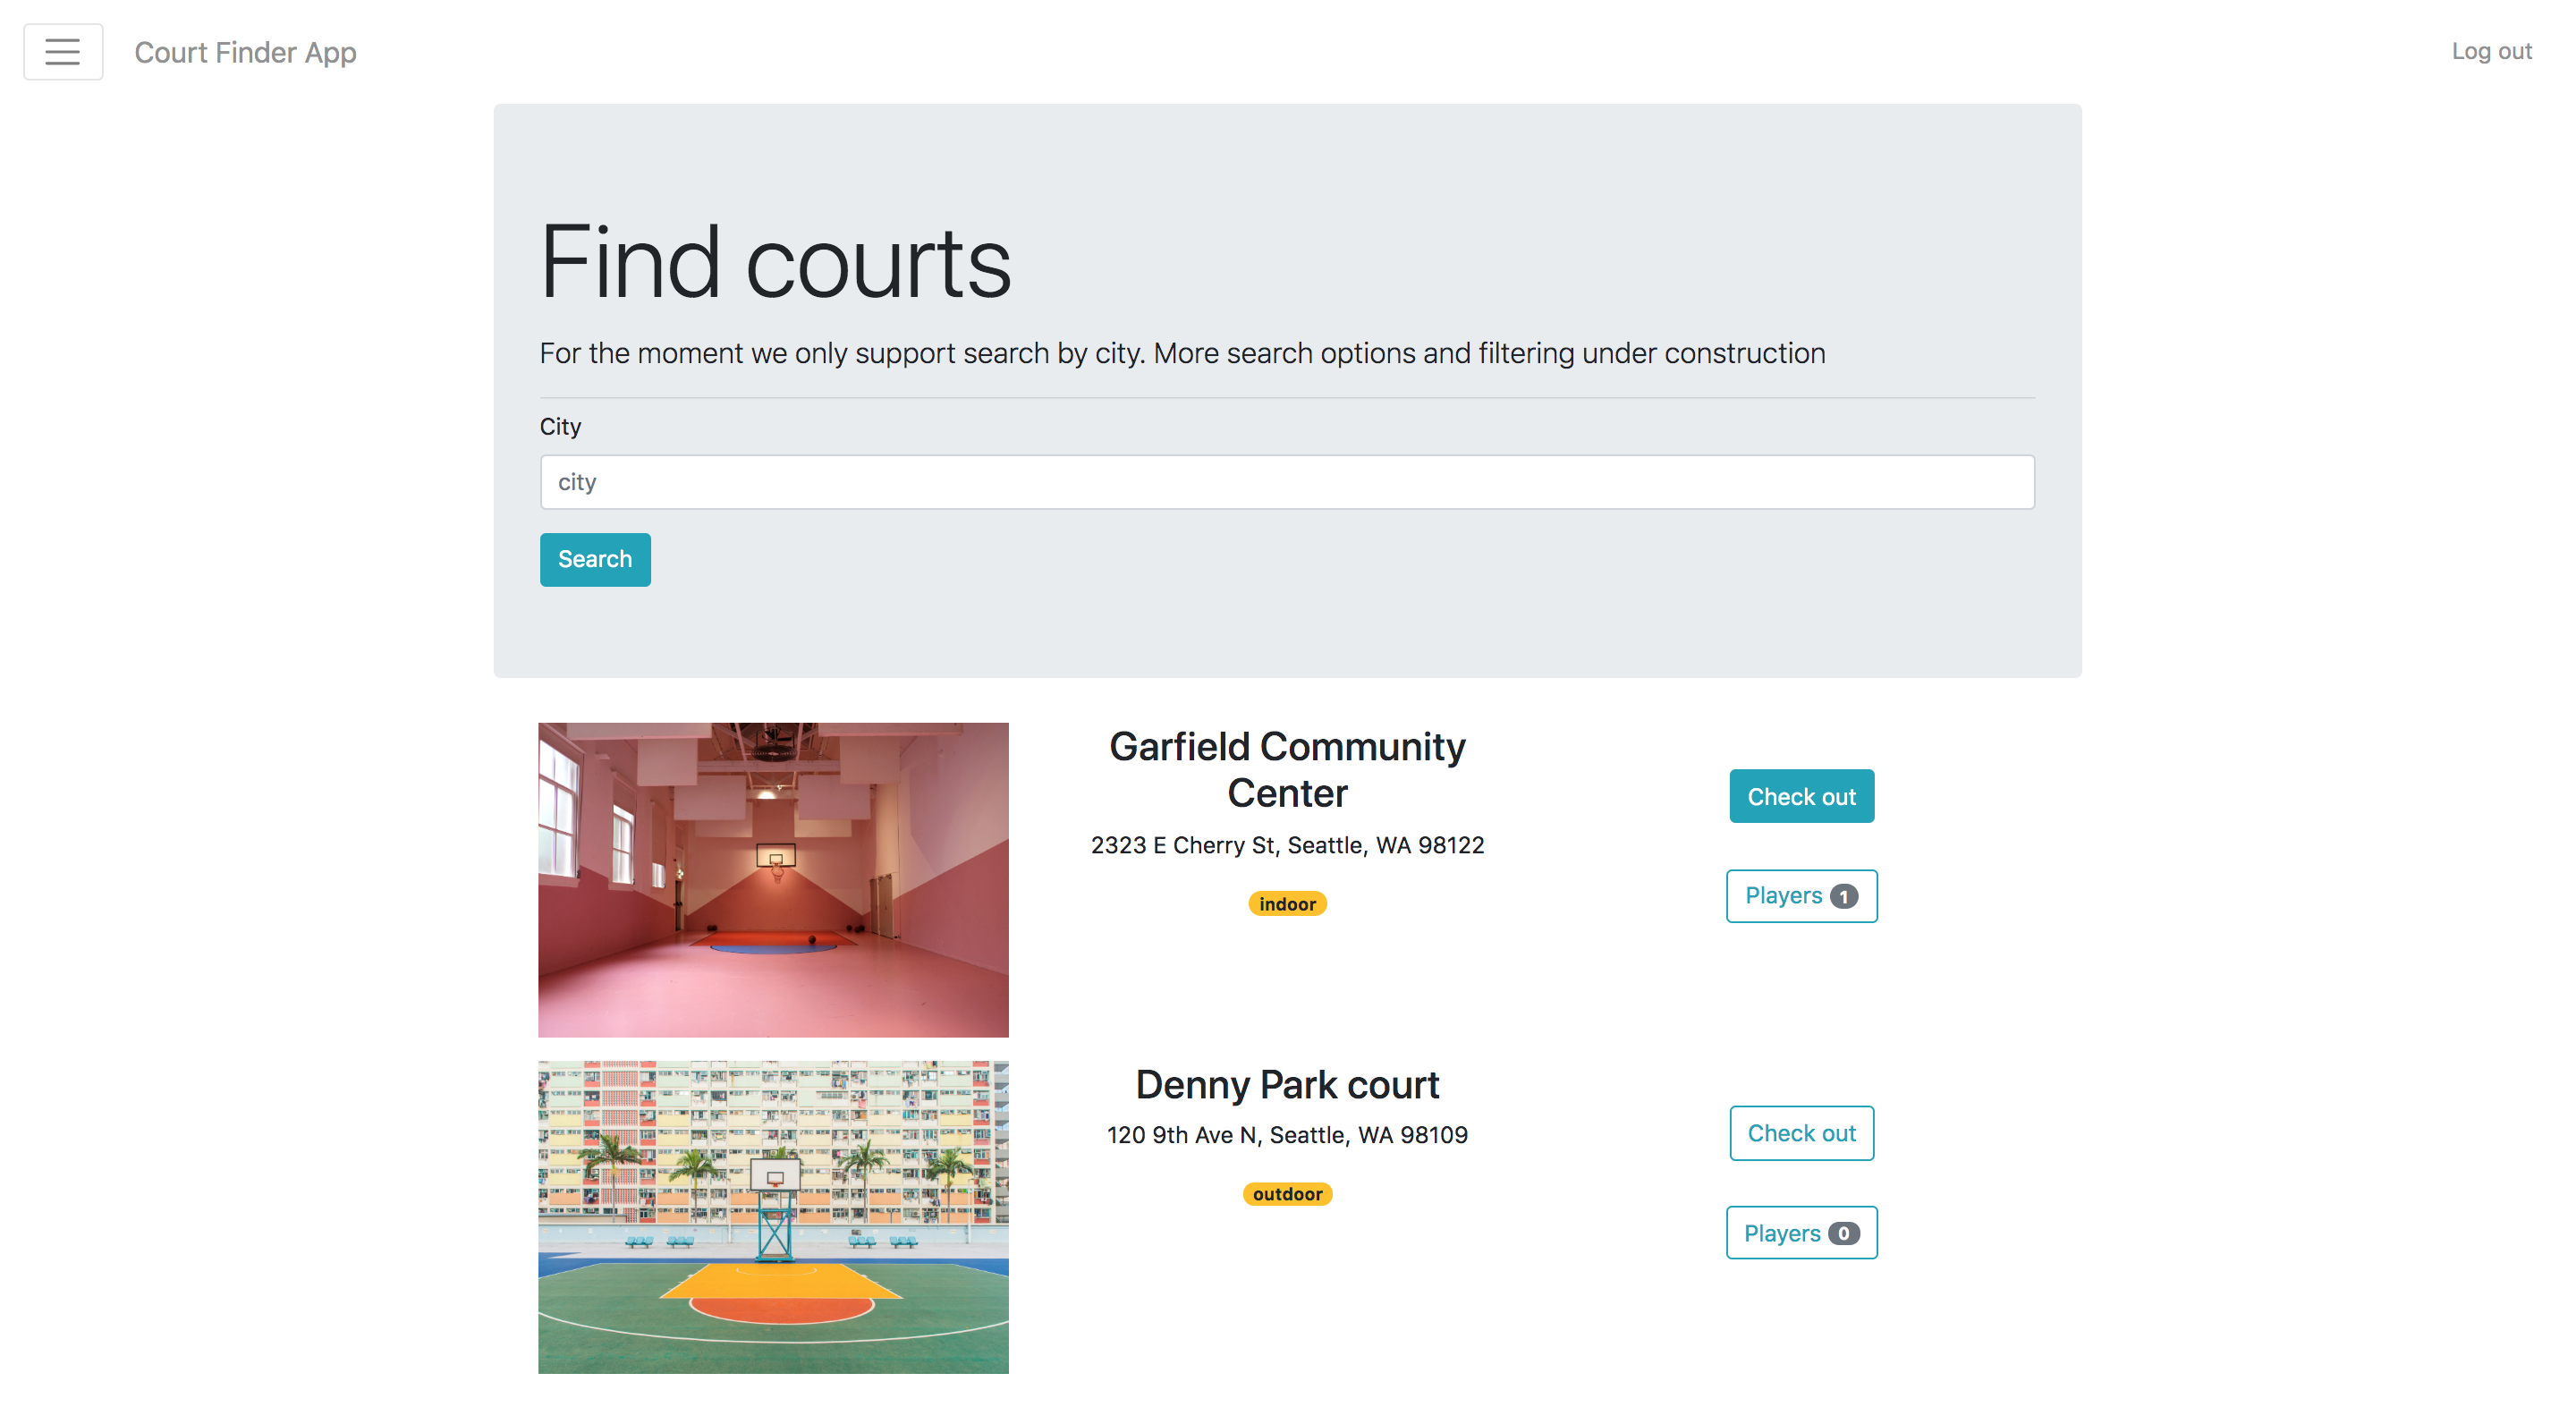 Court Finder App
Log out
Find courts
For the moment we only support search by city. More search options and filtering under construction
City
city
Search
Garfield Community
Center
2323 E Cherry St, Seattle, WA 98122
indoor
Check out
Players 1
Denny Park court
120 9th Ave N, Seattle, WA 98109
outdoor
Check out
Players 0